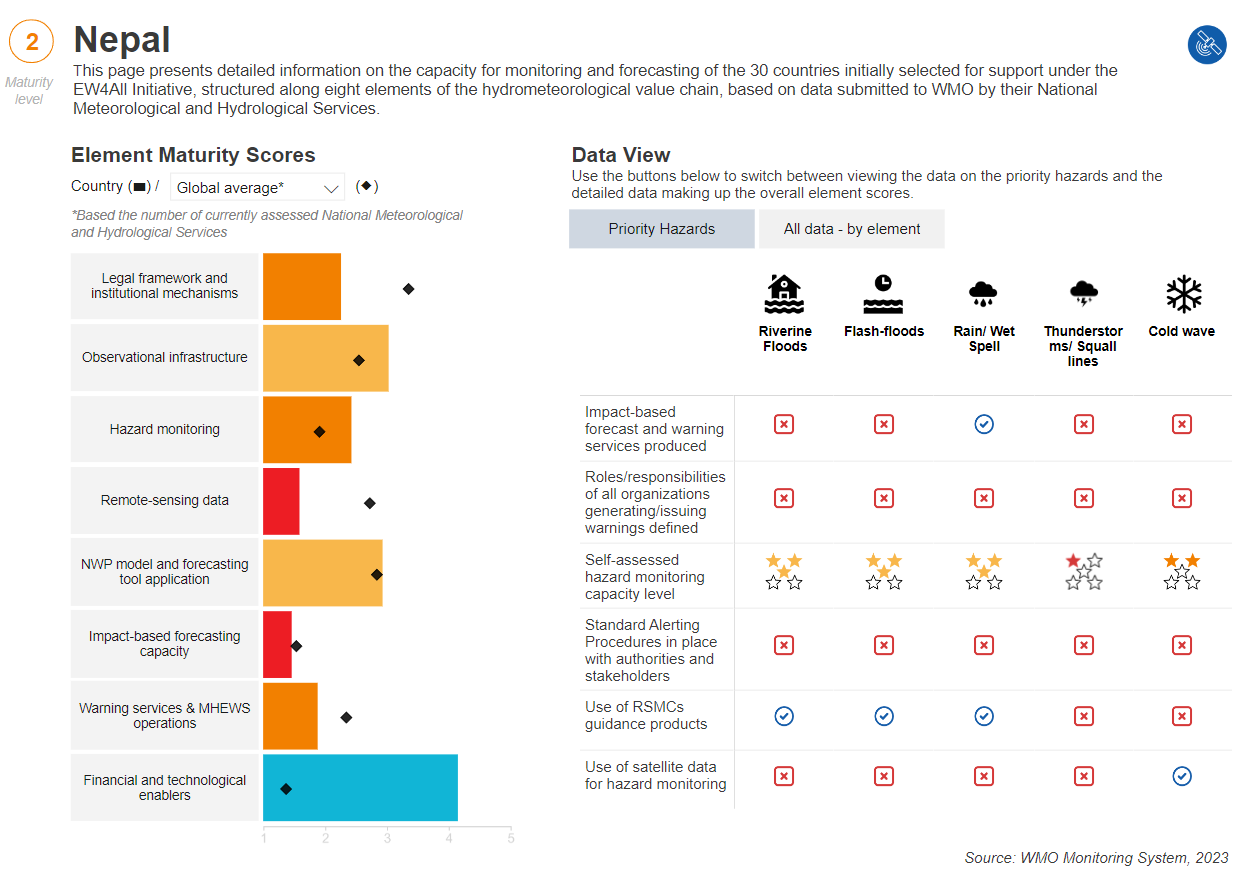 2
Maturity
level
Nepal
This page presents detailed information on the capacity for monitoring and forecasting of the 30 countries initially selected for support under the
EW4All Initiative, structured along eight elements of the hydrometeorological value chain, based on data submitted to WMO by their National
Meteorological and Hydrological Services.
Element Maturity Scores
Country (■) / Global average* (◆)
*Based the number of currently assessed National Meteorological
and Hydrological Services
Legal framework and
institutional mechanisms
Observational infrastructure
Hazard monitoring
Remote-sensing data
NWP model and forecasting
tool application
Impact-based forecasting
capacity
Warning services & MHEWS
operations
Financial and technological
enablers
1 2 3 4 5
Data View
Use the buttons below to switch between viewing the data on the priority hazards and the
detailed data making up the overall element scores.
Priority Hazards
All data - by element
Riverine
Floods
Flash-floods
Rain/ Wet
Spell
Thunderstor
ms/ Squall
lines
Cold wave
Impact-based
forecast and warning
services produced
Roles/responsibilities
of all organizations
generating/issuing
warnings defined
Self-assessed
hazard monitoring
capacity level
Standard Alerting
Procedures in place
with authorities and
stakeholders
Use of RSMCs
guidance products
Use of satellite data
for hazard monitoring
Source: WMO Monitoring System, 2023